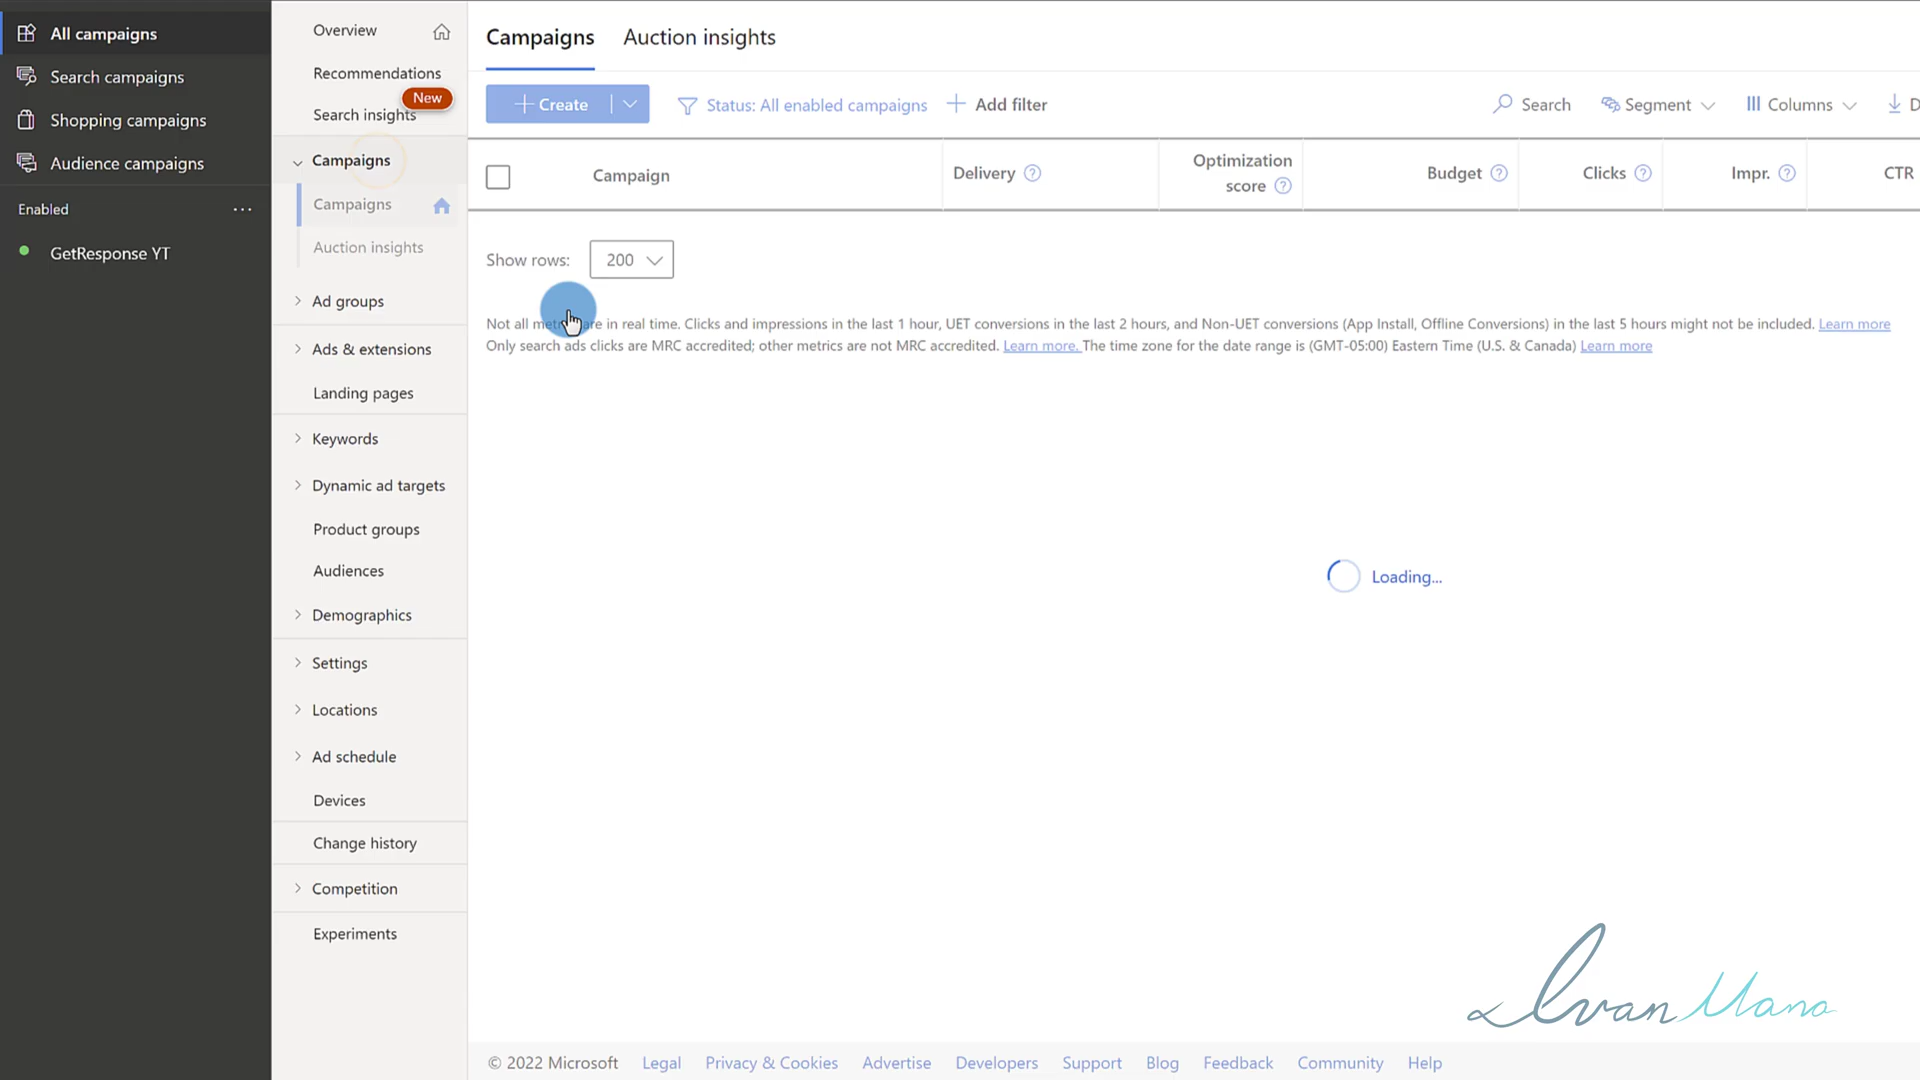 All campaigns
Search campaigns
Shopping campaigns
Audience campaigns
Enabled
GetResponse YT
Overview
Recommendations
New
Search insights
Campaigns
Campaigns
Auction insights
Ad groups
Ads & extensions
Landing pages
Keywords
Dynamic ad targets
Product groups
Audiences
Demographics
Settings
Locations
Ad schedule
Devices
Change history
Competition
Experiments
Campaigns Auction insights
Create Status: All enabled campaigns Add filter Search Segment Columns D
Campaign Delivery Optimization score Budget Clicks Impr. CTR
Show rows: 200
Not all are in real time. Clicks and impressions in the last 1 hour, UET conversions in the last 2 hours, and Non-UET conversions (App Install, Offline Conversions) in the last 5 hours might not be included. Learn more
Only search ads clicks are MRC accredited; other metrics are not MRC accredited. Learn more. The time zone for the date range is (GMT-05:00) Eastern Time (U.S. & Canada) Learn more
Loading...
Ivan Mana
© 2022 Microsoft Legal Privacy & Cookies Advertise Developers Support Blog Feedback Community Help